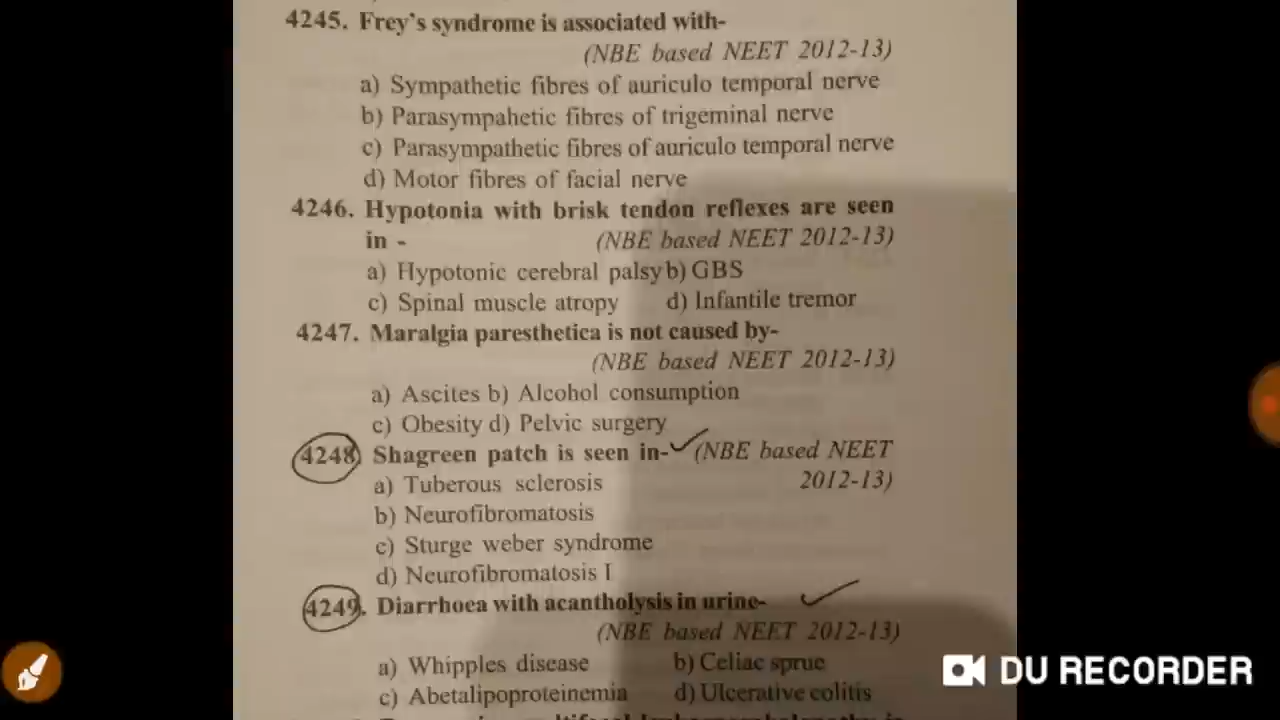 4245. Frey's syndrome is associated with-
(NBE based NEET 2012-13)
a) Sympathetic fibres of auriculo temporal nerve
b) Parasympahetic fibres of trigeminal nerve
c) Parasympathetic fibres of auriculo temporal nerve
d) Motor fibres of facial nerve
4246. Hypotonia with brisk tendon reflexes are seen
in - (NBE based NEET 2012-13)
a) Hypotonic cerebral palsy b) GBS
c) Spinal muscle atropy d) Infantile tremor
4247. Maralgia paresthetica is not caused by-
(NBE based NEET 2012-13)
a) Ascites b) Alcohol consumption
c) Obesity d) Pelvic surgery
4248. Shagreen patch is seen in- (NBE based NEET
a) Tuberous sclerosis 2012-13)
b) Neurofibromatosis
c) Sturge weber syndrome
d) Neurofibromatosis I
4249. Diarrhoea with acantholysis in urine-
(NBE based NEET 2012-13)
a) Whipples disease b) Celiac sprue
c) Abetalipoproteinemia d) Ulcerative colitis
DU RECORDER